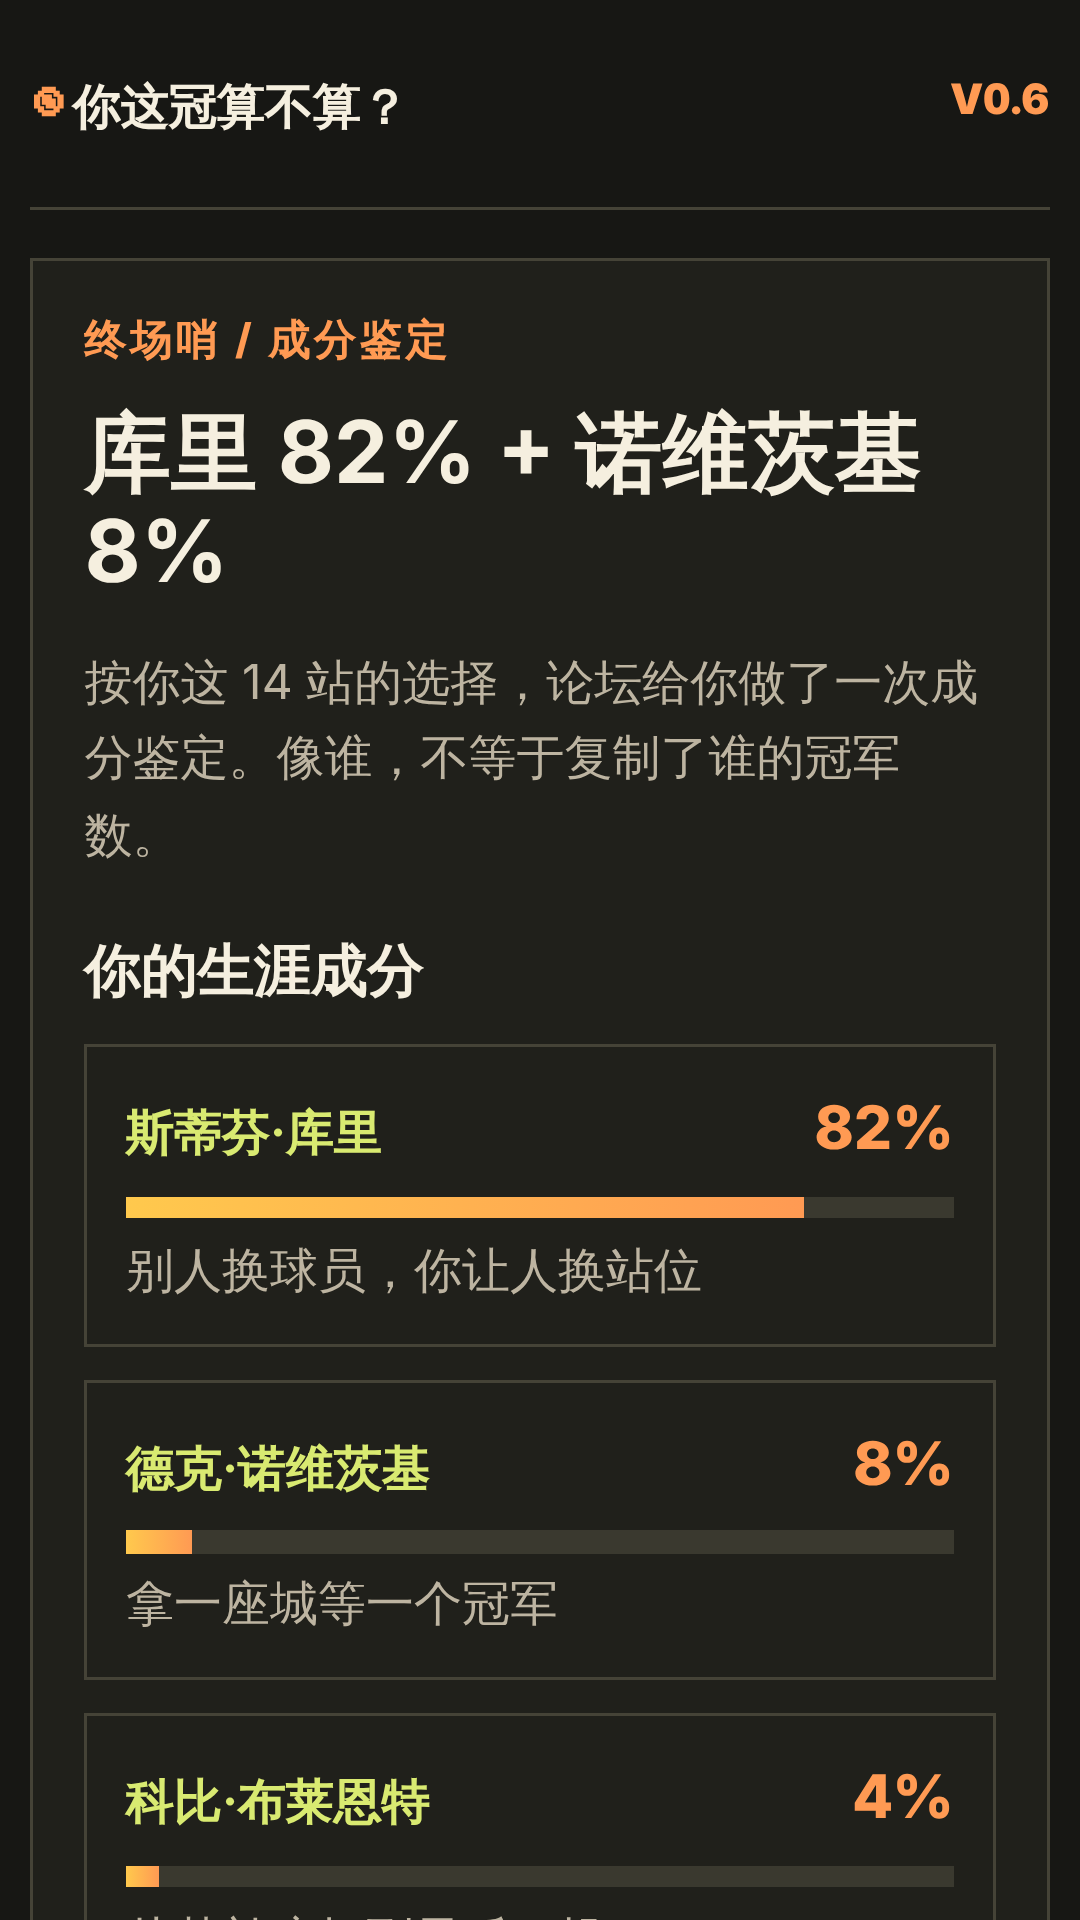 你这冠算不算？
V0.6
终场哨 / 成分鉴定
库里 82% + 诺维茨基
8%
按你这 14 站的选择，论坛给你做了一次成
分鉴定。像谁，不等于复制了谁的冠军
数。
你的生涯成分
斯蒂芬·库里
82%
别人换球员，你让人换站位
德克·诺维茨基
8%
拿一座城等一个冠军
科比·布莱恩特
4%